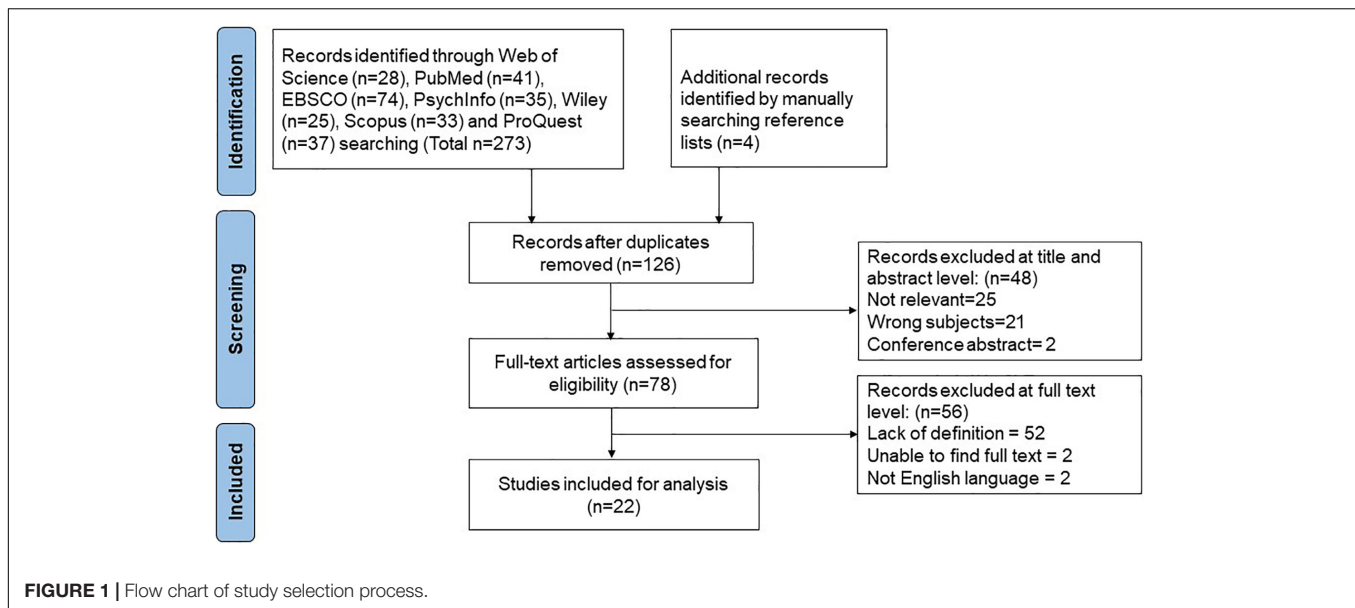 Identification
Records identified through Web of
Science (n=28), PubMed (n=41),
EBSCO (n=74), PsychInfo (n=35), Wiley
(n=25), Scopus (n=33) and ProQuest
(n=37) searching (Total n=273)
Additional records
identified by manually
searching reference
lists (n=4)
Screening
Records after duplicates
removed (n=126)
Records excluded at title and
abstract level: (n=48)
Not relevant=25
Wrong subjects=21
Conference abstract= 2
Full-text articles assessed for
eligibility (n=78)
Records excluded at full text
level: (n=56)
Lack of definition = 52
Unable to find full text = 2
Not English language = 2
Included
Studies included for analysis
(n=22)
FIGURE 1 | Flow chart of study selection process.